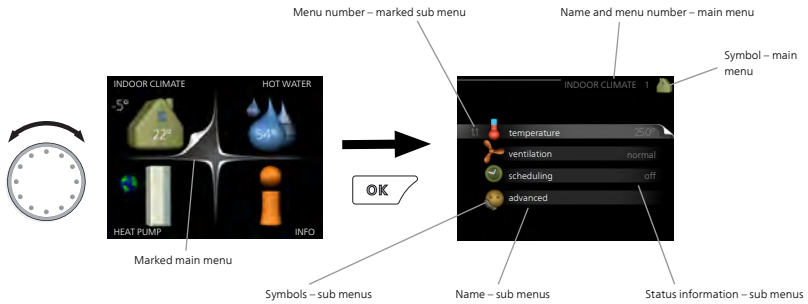 Menu number – marked sub menu
Name and menu number – main menu
Symbol – main
menu
INDOOR CLIMATE
HOT WATER
-5°
22°
54°
HEAT PUMP
INFO
Marked main menu
OK
INDOOR CLIMATE 1
1.1 temperature 25.0°
ventilation normal
scheduling off
advanced
Symbols – sub menus
Name – sub menus
Status information – sub menus